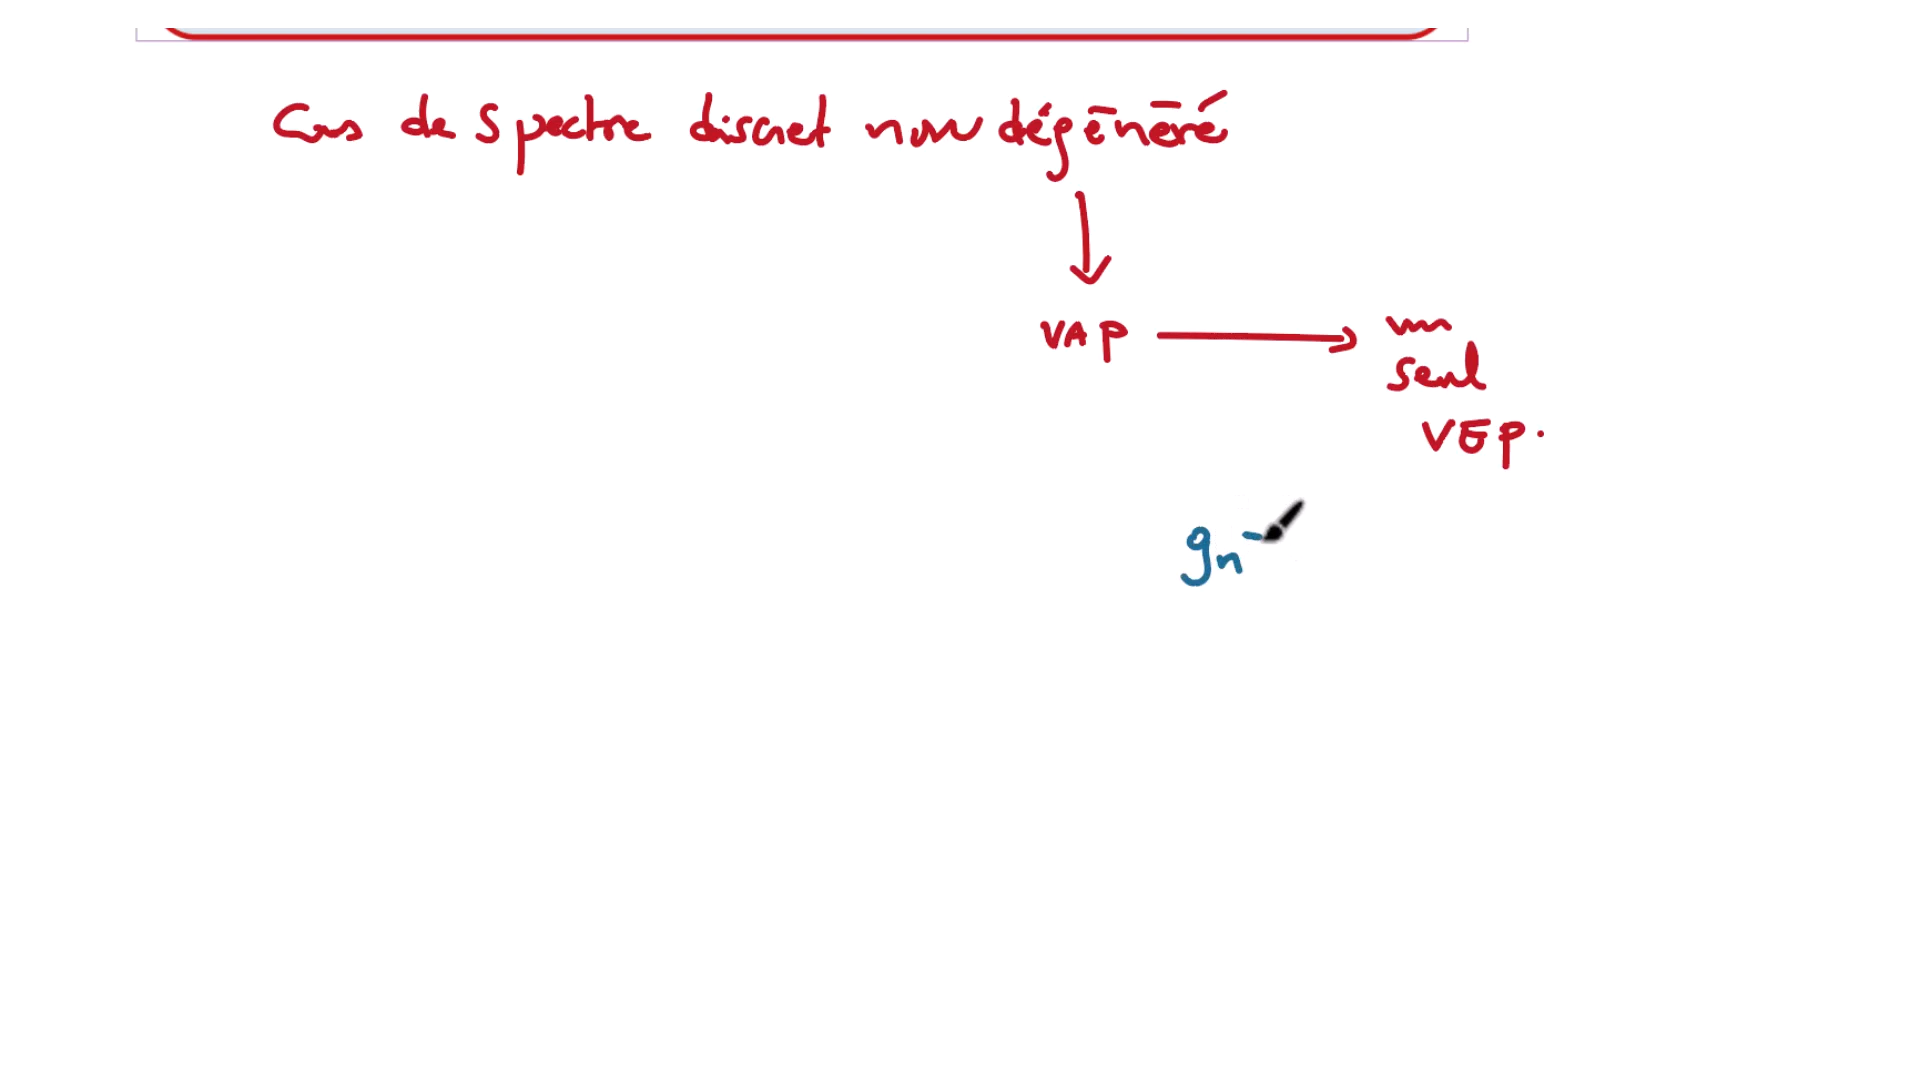 Cas de Spectre discret non dégénéré
VAP
un
seul
VEP.
gn -